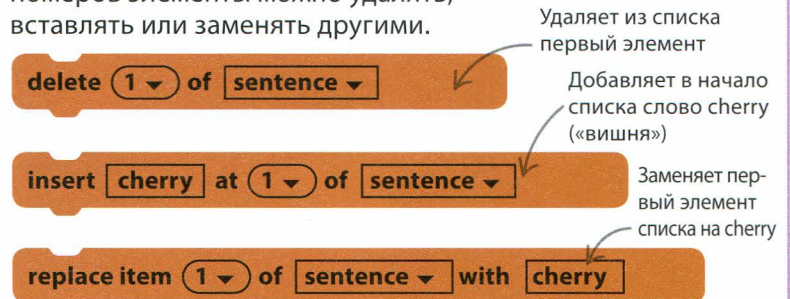 вставлять или заменять другими.
Удаляет из списка
первый элемент
delete 1 of sentence
Добавляет в начало
списка слово cherry
(«вишня»)
insert cherry at 1 of sentence
Заменяет пер-
вый элемент
списка на cherry
replace item 1 of sentence with cherry